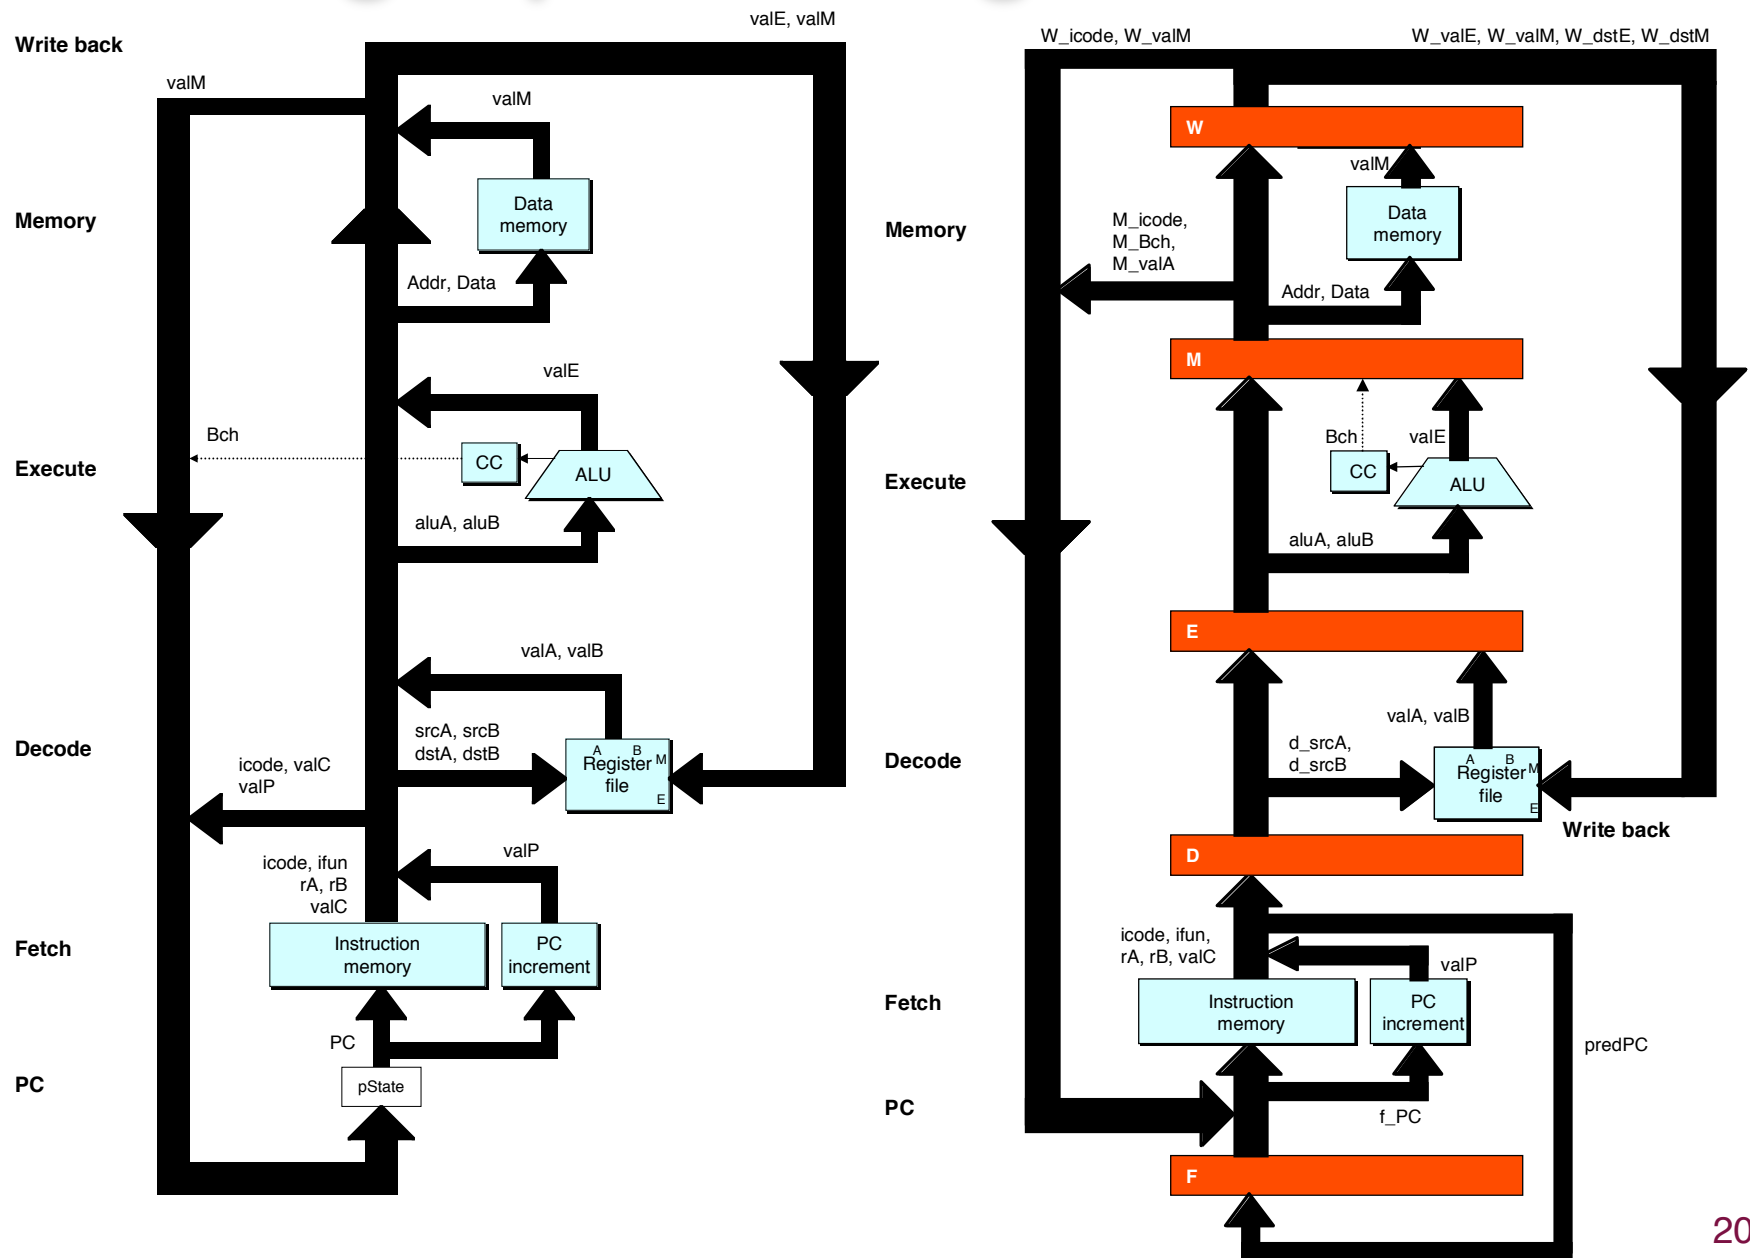 valE, valM
Write back
valM
valM
Data
memory
Memory
Addr, Data
valE
Bch
CC
ALU
Execute
aluA, aluB
valA, valB
srcA, srcB
dstA, dstB
A B
M
Register
file
E
Decode
icode, valC
valP
icode, ifun
rA, rB
valC
valP
Fetch
Instruction
memory
PC
increment
PC
pState
PC
W_icode, W_valM
W_valE, W_valM, W_dstE, W_dstM
W
valM
Data
memory
Memory
M_icode,
M_Bch,
M_valA
Addr, Data
M
Bch
valE
CC
ALU
Execute
aluA, aluB
E
valA, valB
d_srcA,
d_srcB
A B
M
Register
file
E
Decode
Write back
D
icode, ifun,
rA, rB, valC
valP
Fetch
Instruction
memory
PC
increment
predPC
PC
f_PC
F
20